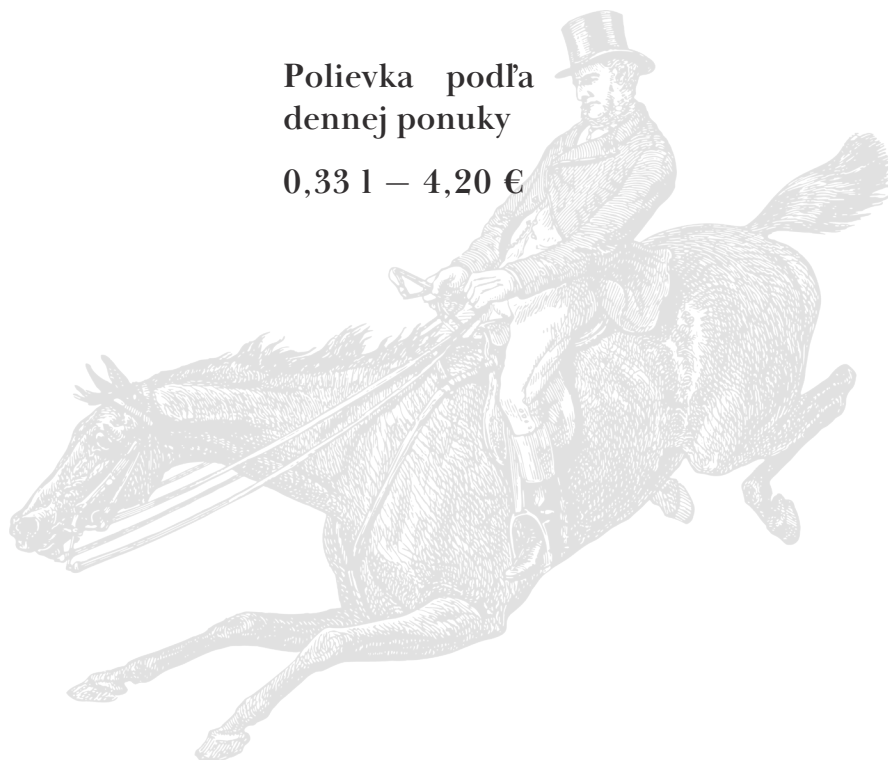 Polievka podľa
dennej ponuky
0,33 l – 4,20 €